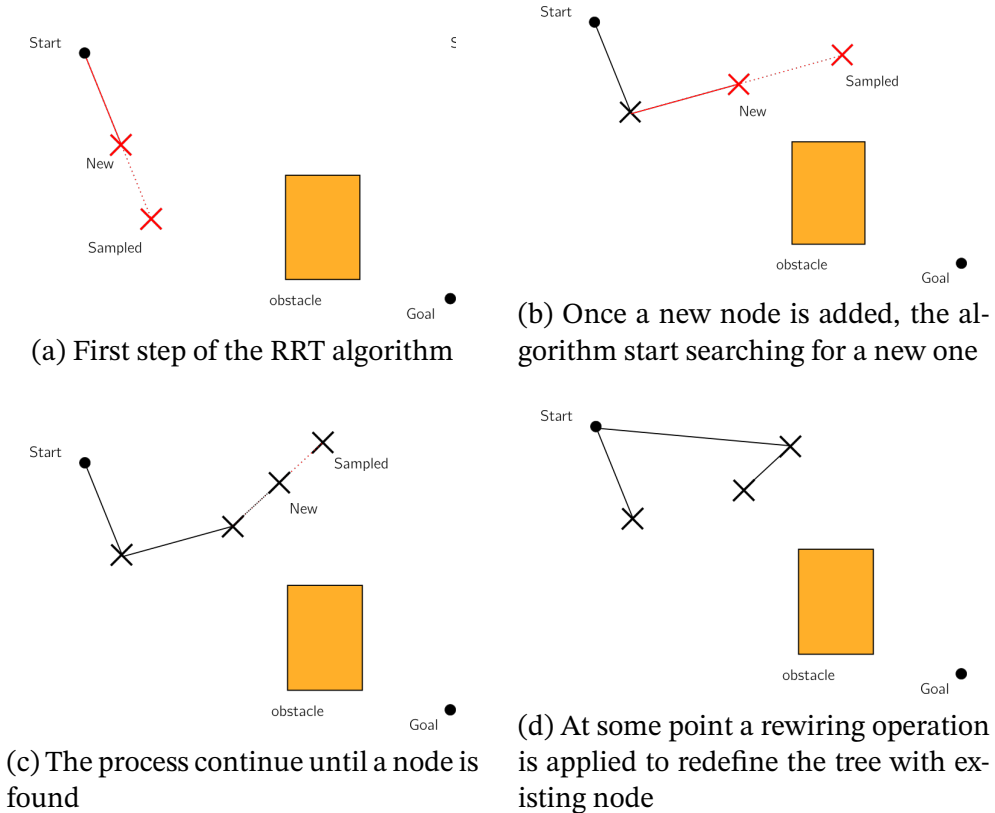 Start
New
Sampled
obstacle
Goal
(a) First step of the RRT algorithm
Start
Sampled
New
obstacle
Goal
(b) Once a new node is added, the al-
gorithm start searching for a new one
Start
Sampled
New
obstacle
Goal
(c) The process continue until a node is
found
Start
obstacle
Goal
(d) At some point a rewiring operation
is applied to redefine the tree with ex-
isting node